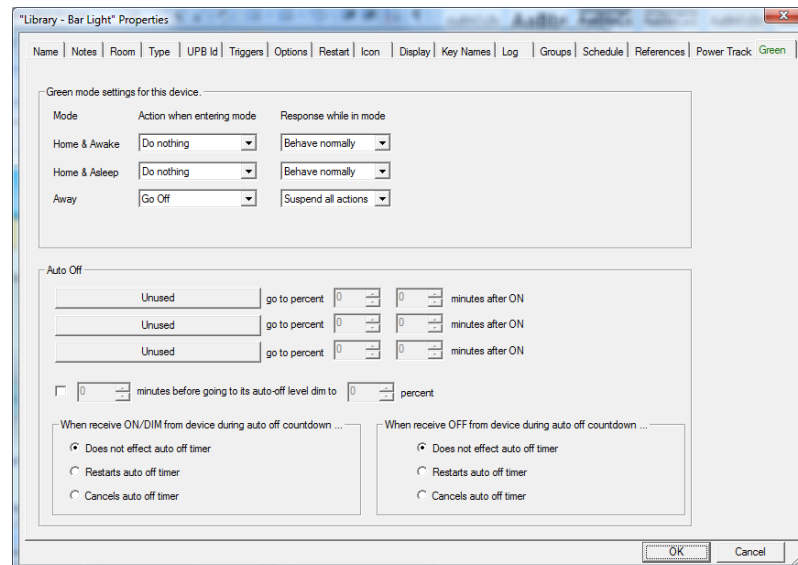 "Library - Bar Light" Properties
Name Notes Room Type UPB Id Triggers Options Restart Icon Display Key Names Log Groups Schedule References Power Track Green
Green mode settings for this device.
Mode Action when entering mode Response while in mode
Home & Awake Do nothing Behave normally
Home & Asleep Do nothing Behave normally
Away Go Off Suspend all actions
Auto Off
Unused go to percent 0 0 minutes after ON
Unused go to percent 0 0 minutes after ON
Unused go to percent 0 0 minutes after ON
0 minutes before going to its auto-off level dim to 0 percent
When receive ON/DIM from device during auto off countdown ...
Does not effect auto off timer
Restarts auto off timer
Cancels auto off timer
When receive OFF from device during auto off countdown ...
Does not effect auto off timer
Restarts auto off timer
Cancels auto off timer
OK Cancel